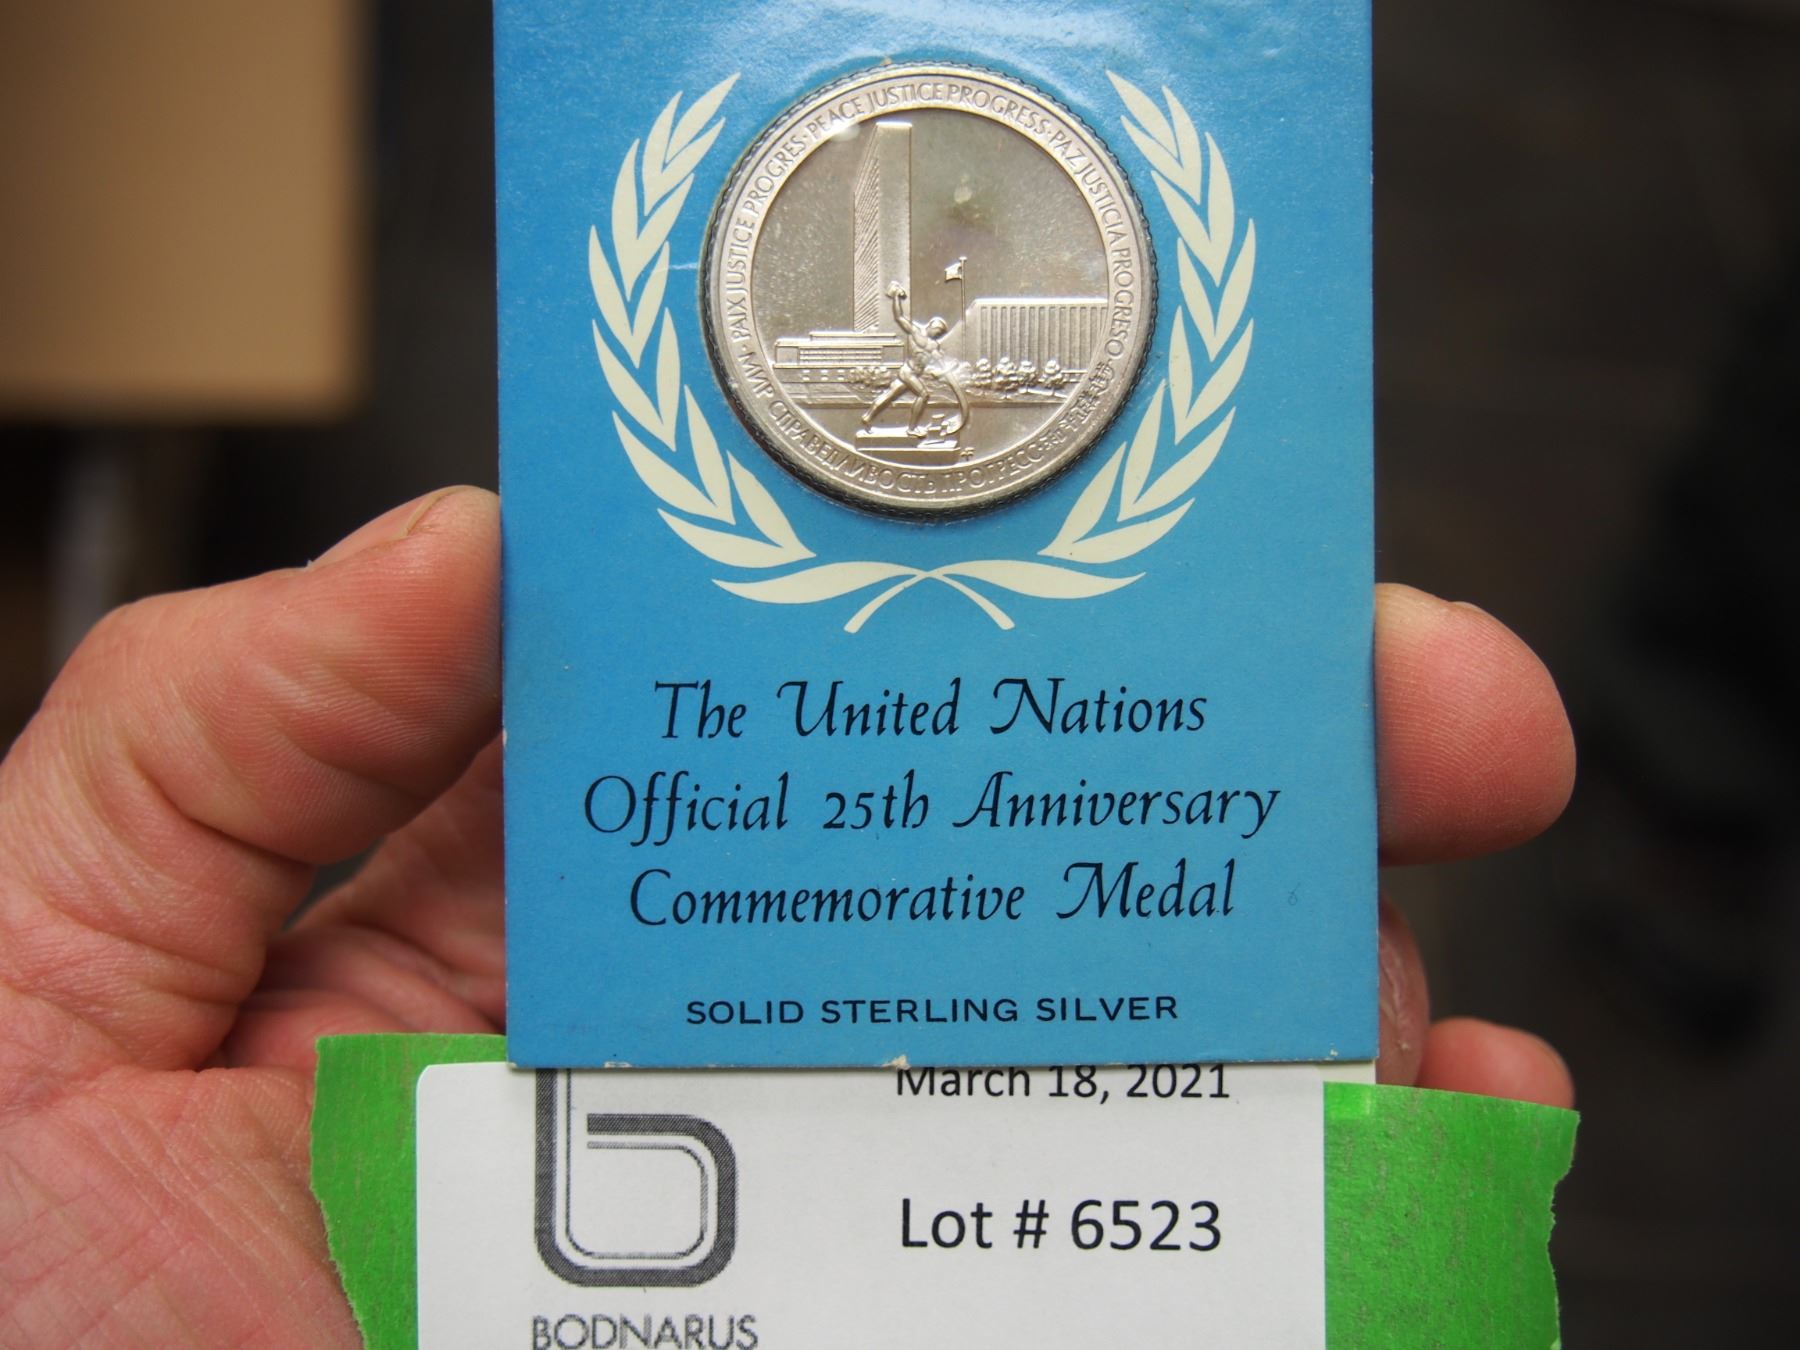 · PAIX JUSTICE PROGRES · PEACE JUSTICE PROGRESS · PAZ JUSTICIA PROGRESO ·
· МИР СПРАВЕДЛИВОСТЬ ПРОГРЕСС ·
The United Nations
Official 25th Anniversary
Commemorative Medal
SOLID STERLING SILVER
March 18, 2021
Lot # 6523
BODNARUS